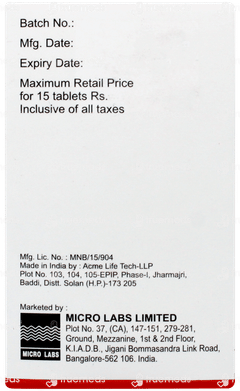 Batch No.:
Mfg. Date:
Expiry Date:
Maximum Retail Price
for 15 tablets Rs.
Inclusive of all taxes
Mfg. Lic. No. : MNB/15/904
Made in India by : Acme Life Tech-LLP
Plot No. 103, 104, 105-EPIP, Phase-I, Jharmajri,
Baddi, Distt. Solan (H.P.)-173 205
Marketed by :
MICRO LABS
MICRO LABS LIMITED
Plot No. 37, (CA), 147-151, 279-281,
Ground, Mezzanine, 1st & 2nd Floor,
K.I.A.D.B., Jigani Bommasandra Link Road,
Bangalore-562 106. India.